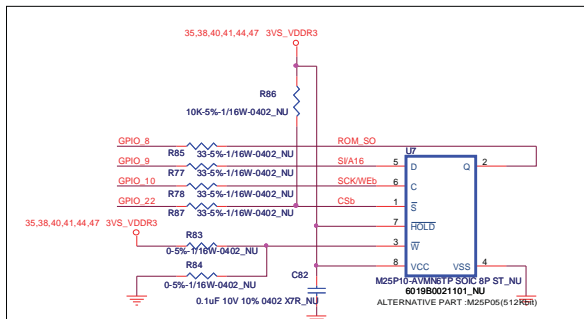 35,38,40,41,44,47 3VS_VDDR3
R86
10K-5%-1/16W-0402_NU
GPIO_8
ROM_SO
U7
R85
33-5%-1/16W-0402_NU
GPIO_9
SI/A16
5
D
Q
2
R77
33-5%-1/16W-0402_NU
GPIO_10
SCK/WEb
6
C
R78
33-5%-1/16W-0402_NU
GPIO_22
CSb
1
S
R87
33-5%-1/16W-0402_NU
35,38,40,41,44,47 3VS_VDDR3
7
HOLD
R83
3
W
0-5%-1/16W-0402_NU
R84
8
VCC
VSS
4
C82
0-5%-1/16W-0402_NU
M25P10-AVMN6TP SOIC 8P ST_NU
6019B0021101_NU
0.1uF 10V 10% 0402 X7R_NU
ALTERNATIVE PART :M25P05(512Kbit)